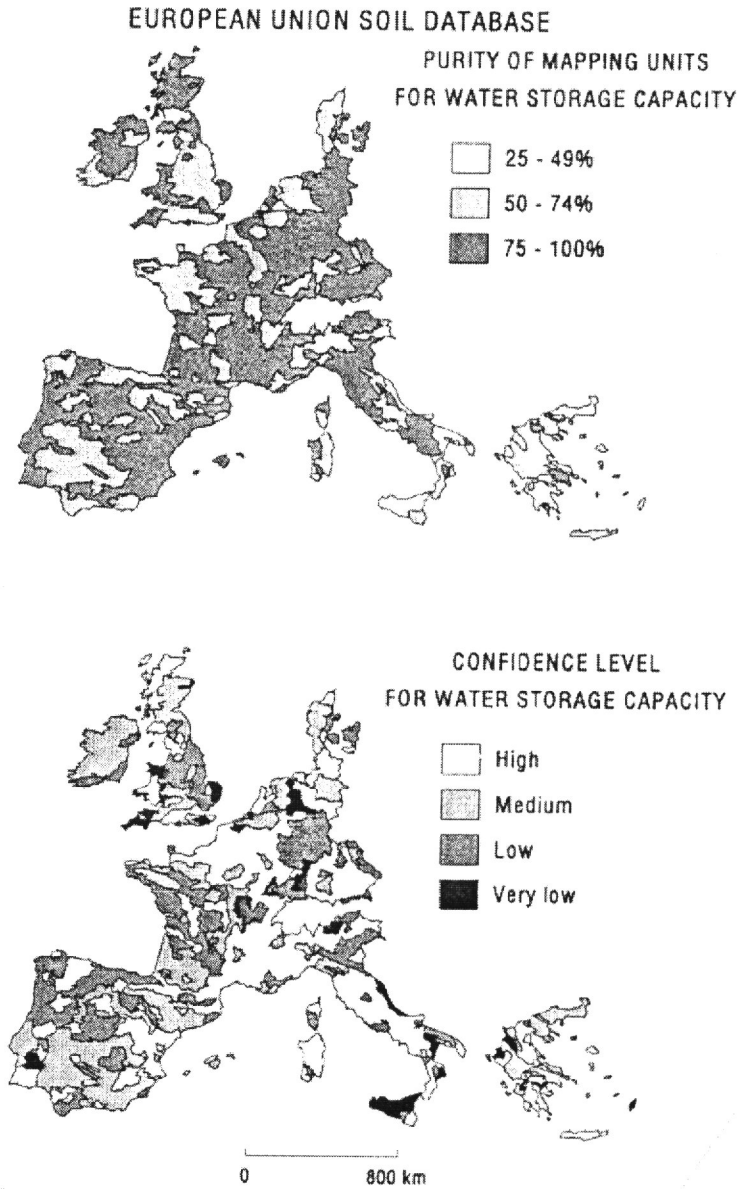 EUROPEAN UNION SOIL DATABASE
PURITY OF MAPPING UNITS
FOR WATER STORAGE CAPACITY
25 - 49%
50 - 74%
75 - 100%
CONFIDENCE LEVEL
FOR WATER STORAGE CAPACITY
High
Medium
Low
Very low
0 800 km